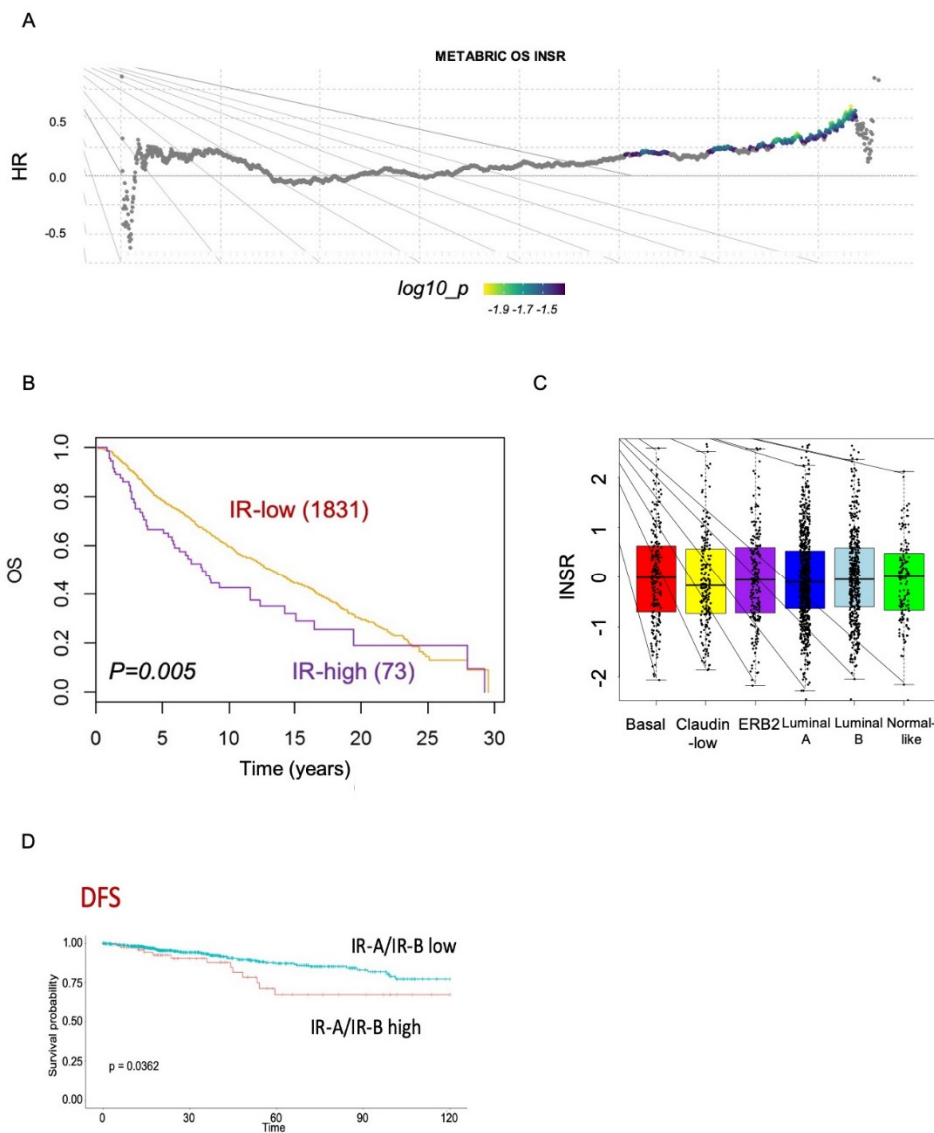 A
METABRIC OS INSR
HR
0.5
0.0
-0.5
log10_p
-1.9 -1.7 -1.5
B
OS
1.0
0.8
0.6
0.4
0.2
0.0
IR-low (1831)
P=0.005
IR-high (73)
0 5 10 15 20 25 30
Time (years)
C
INSR
2
1
0
-1
-2
Basal Claudin-low ERB2 Luminal A Luminal B Normal-like
D
DFS
Survival probability
1.00
0.75
0.50
0.25
0.00
IR-A/IR-B low
IR-A/IR-B high
p = 0.0362
0 30 60 90 120
Time